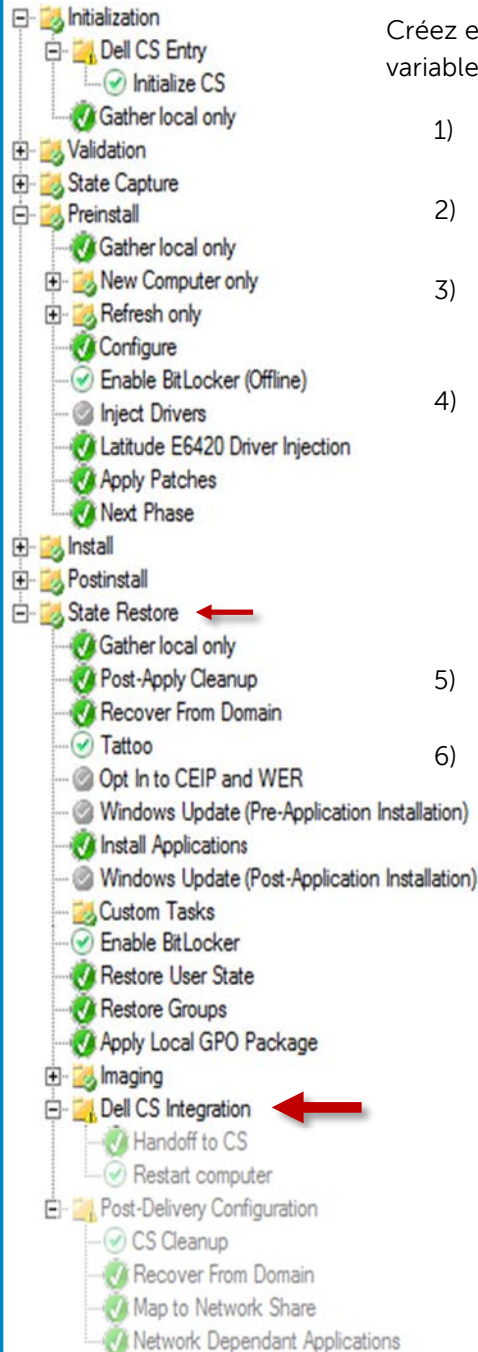 Initialization
Dell CS Entry
Initialize CS
Gather local only
Validation
State Capture
Preinstall
Gather local only
New Computer only
Refresh only
Configure
Enable BitLocker (Offline)
Inject Drivers
Latitude E6420 Driver Injection
Apply Patches
Next Phase
Install
Postinstall
State Restore
Gather local only
Post-Apply Cleanup
Recover From Domain
Tattoo
Opt In to CEIP and WER
Windows Update (Pre-Application Installation)
Install Applications
Windows Update (Post-Application Installation)
Custom Tasks
Enable BitLocker
Restore User State
Restore Groups
Apply Local GPO Package
Imaging
Dell CS Integration
Handoff to CS
Restart computer
Post-Delivery Configuration
CS Cleanup
Recover From Domain
Map to Network Share
Network Dependant Applications
Créez e
variable
1)
2)
3)
4)
5)
6)